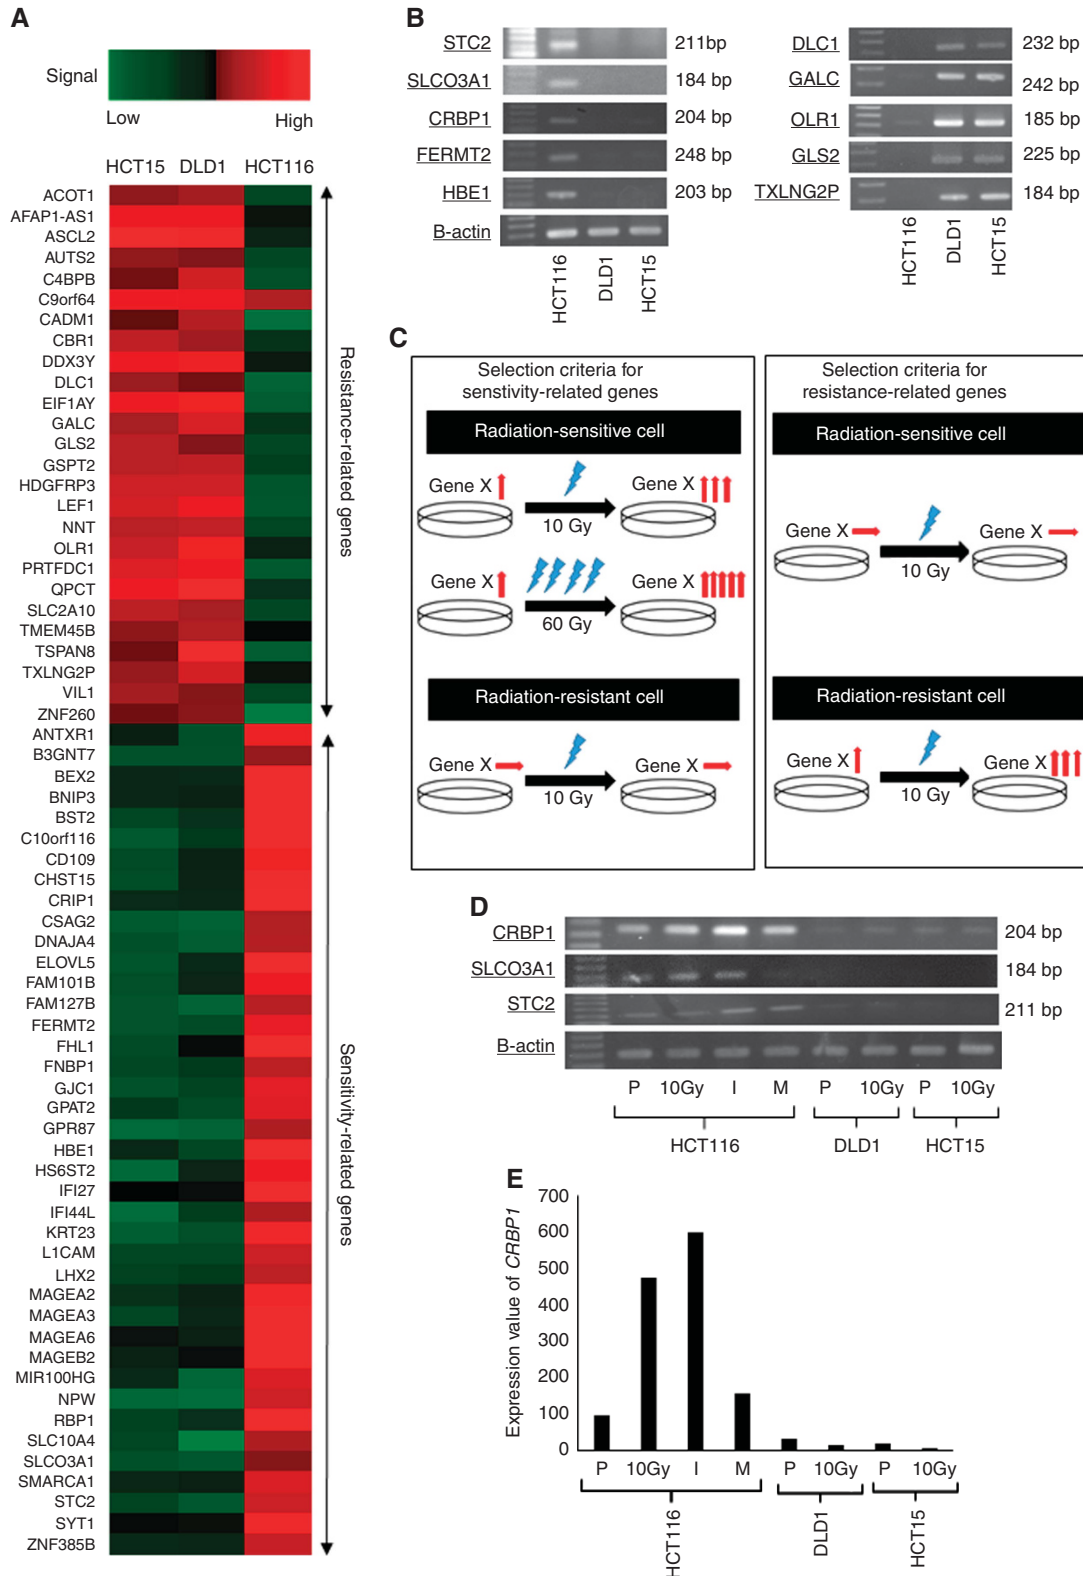 A
Signal
Low
High
HCT15 DLD1 HCT116
ACOT1
AFAP1-AS1
ASCL2
AUTS2
C4BPB
C9orf64
CADM1
CBR1
DDX3Y
DLC1
EIF1AY
GALC
GLS2
GSPT2
HDGFRP3
LEF1
NNT
OLR1
PRTFDC1
QPCT
SLC2A10
TMEM45B
TSPAN8
TXLNG2P
VIL1
ZNF260
ANTXR1
B3GNT7
BEX2
BNIP3
BST2
C10orf116
CD109
CHST15
CRIP1
CSAG2
DNAJA4
ELOVL5
FAM101B
FAM127B
FERMT2
FHL1
FNBP1
GJC1
GPAT2
GPR87
HBE1
HS6ST2
IFI27
IFI44L
KRT23
L1CAM
LHX2
MAGEA2
MAGEA3
MAGEA6
MAGEB2
MIR100HG
NPW
RBP1
SLC10A4
SLCO3A1
SMARCA1
STC2
SYT1
ZNF385B
Resistance-related genes
Sensitivity-related genes
B
STC2 211bp
SLCO3A1 184 bp
CRBP1 204 bp
FERMT2 248 bp
HBE1 203 bp
B-actin
HCT116
DLD1
HCT15
DLC1 232 bp
GALC 242 bp
OLR1 185 bp
GLS2 225 bp
TXLNG2P 184 bp
HCT116
DLD1
HCT15
C
Selection criteria for
senstivity-related genes
Radiation-sensitive cell
Gene X
10 Gy
Gene X
Gene X
60 Gy
Gene X
Radiation-resistant cell
Gene X
10 Gy
Gene X
Selection criteria for
resistance-related genes
Radiation-sensitive cell
Gene X
10 Gy
Gene X
Radiation-resistant cell
Gene X
10 Gy
Gene X
D
CRBP1 204 bp
SLCO3A1 184 bp
STC2 211 bp
B-actin
P 10Gy I M P 10Gy P 10Gy
HCT116 DLD1 HCT15
E
Expression value of CRBP1
700
600
500
400
300
200
100
0
P 10Gy I M P 10Gy P 10Gy
HCT116
DLD1
HCT15